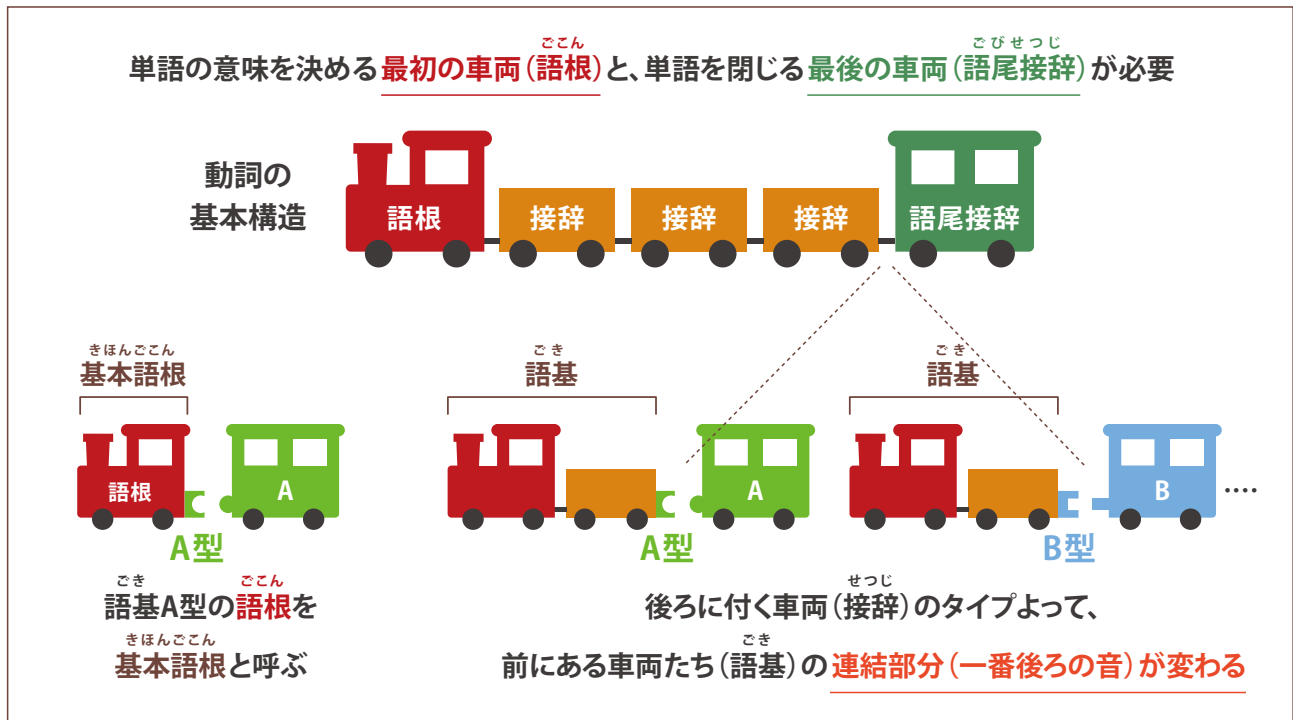 ごこん ごびせつじ
単語の意味を決める最初の車両(語根)と、単語を閉じる最後の車両(語尾接辞)が必要
動詞の
基本構造
語根 接辞 接辞 接辞 語尾接辞
きほんごこん
基本語根
ごき
語基
ごき
語基
語根 A
A型
A
A型
B ....
B型
ごき ごこん
語基A型の語根を
きほんごこん
基本語根と呼ぶ
せつじ
後ろに付く車両(接辞)のタイプよって、
ごき
前にある車両たち(語基)の連結部分(一番後ろの音)が変わる